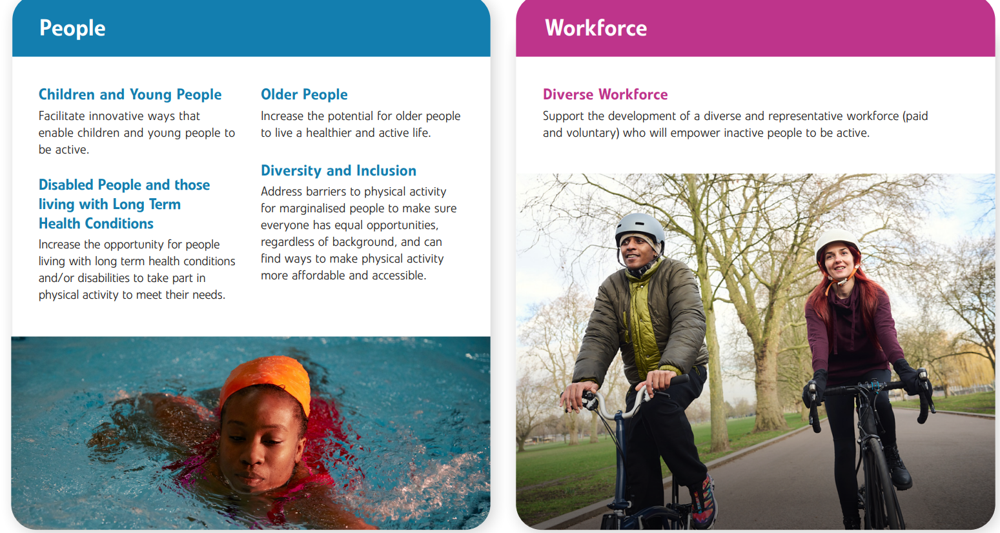 People
Children and Young People
Facilitate innovative ways that
enable children and young people to
be active.
Disabled People and those
living with Long Term
Health Conditions
Increase the opportunity for people
living with long term health conditions
and/or disabilities to take part in
physical activity to meet their needs.
Older People
Increase the potential for older people
to live a healthier and active life.
Diversity and Inclusion
Address barriers to physical activity
for marginalised people to make sure
everyone has equal opportunities,
regardless of background, and can
find ways to make physical activity
more affordable and accessible.
Workforce
Diverse Workforce
Support the development of a diverse and representative workforce (paid
and voluntary) who will empower inactive people to be active.